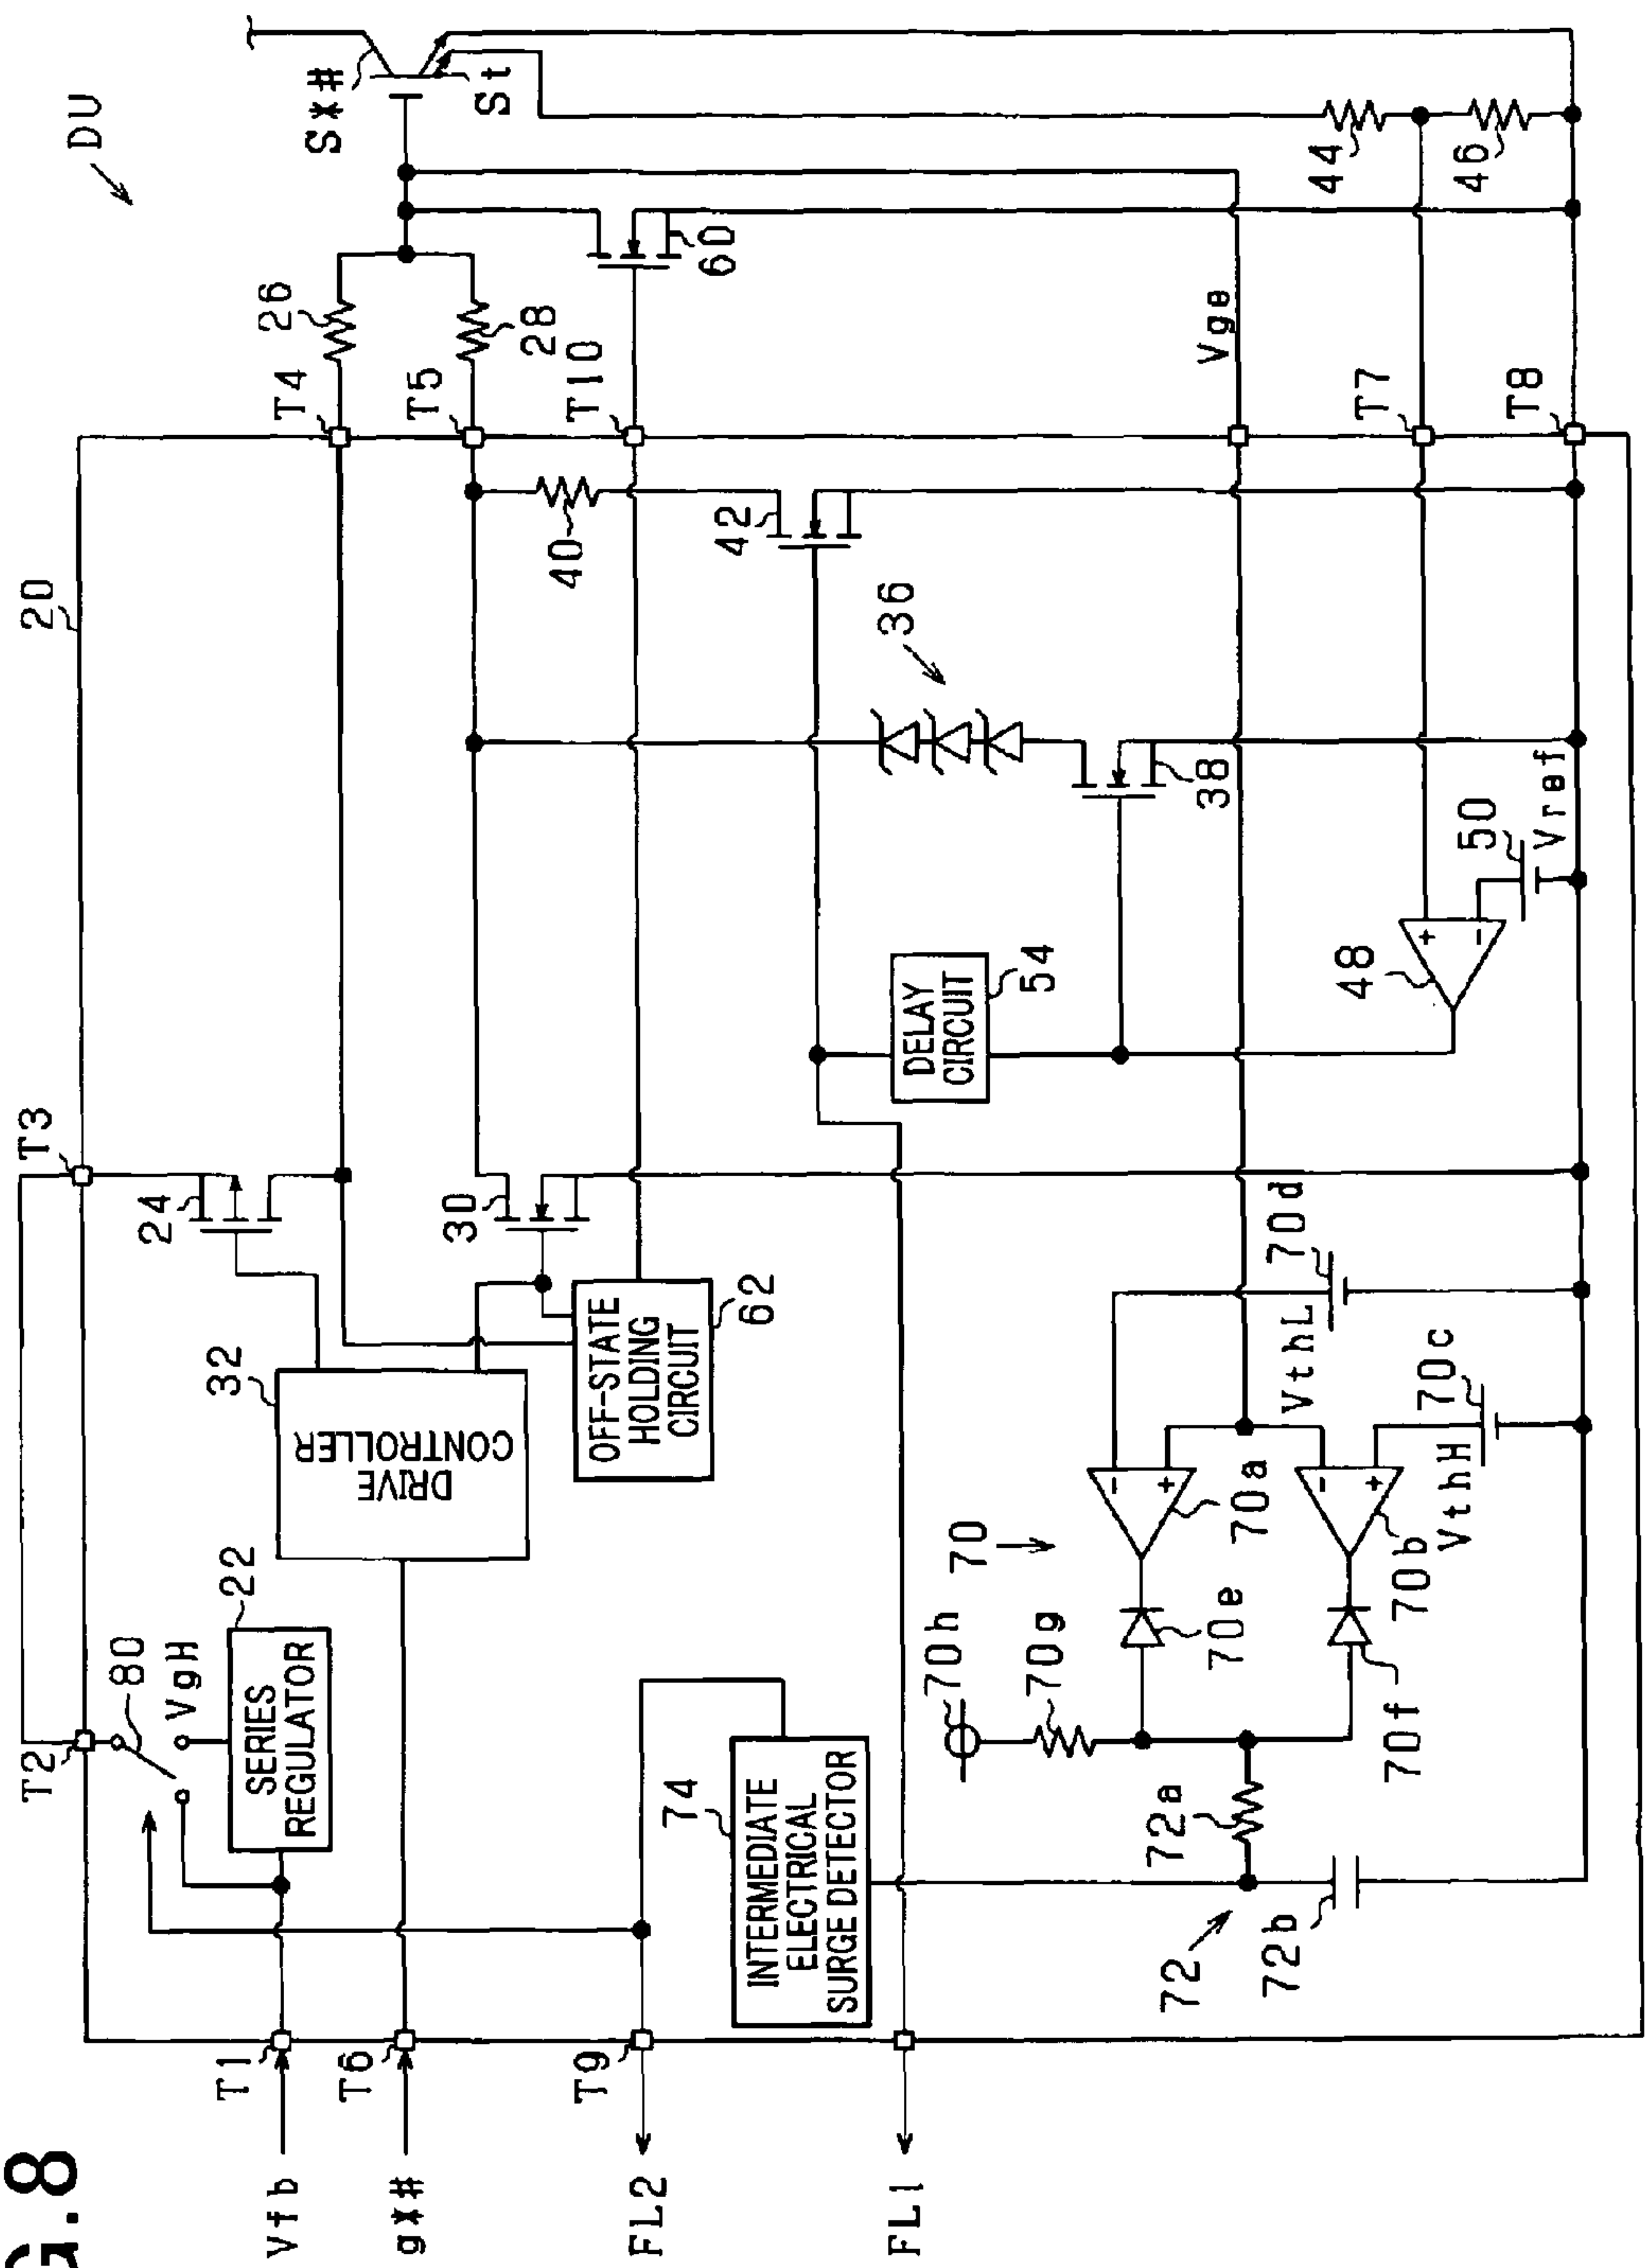 G.8
DU
S*#
St
20
T3
T2
80
VgH
22
SERIES
REGULATOR
32
DRIVE
CONTROLLER
24
30
OFF-STATE
HOLDING
CIRCUIT
62
T4
26
T5
28
T10
60
40
42
36
38
44
46
Vge
T7
T8
DELAY
CIRCUIT
54
48
50
Vref
70
70a
70b
70c
70d
70e
70f
70g
70h
VthL
VthH
72
72a
72b
74
INTERMEDIATE
ELECTRICAL
SURGE DETECTOR
T1
T6
T9
Vfb
g*#
FL2
FL1